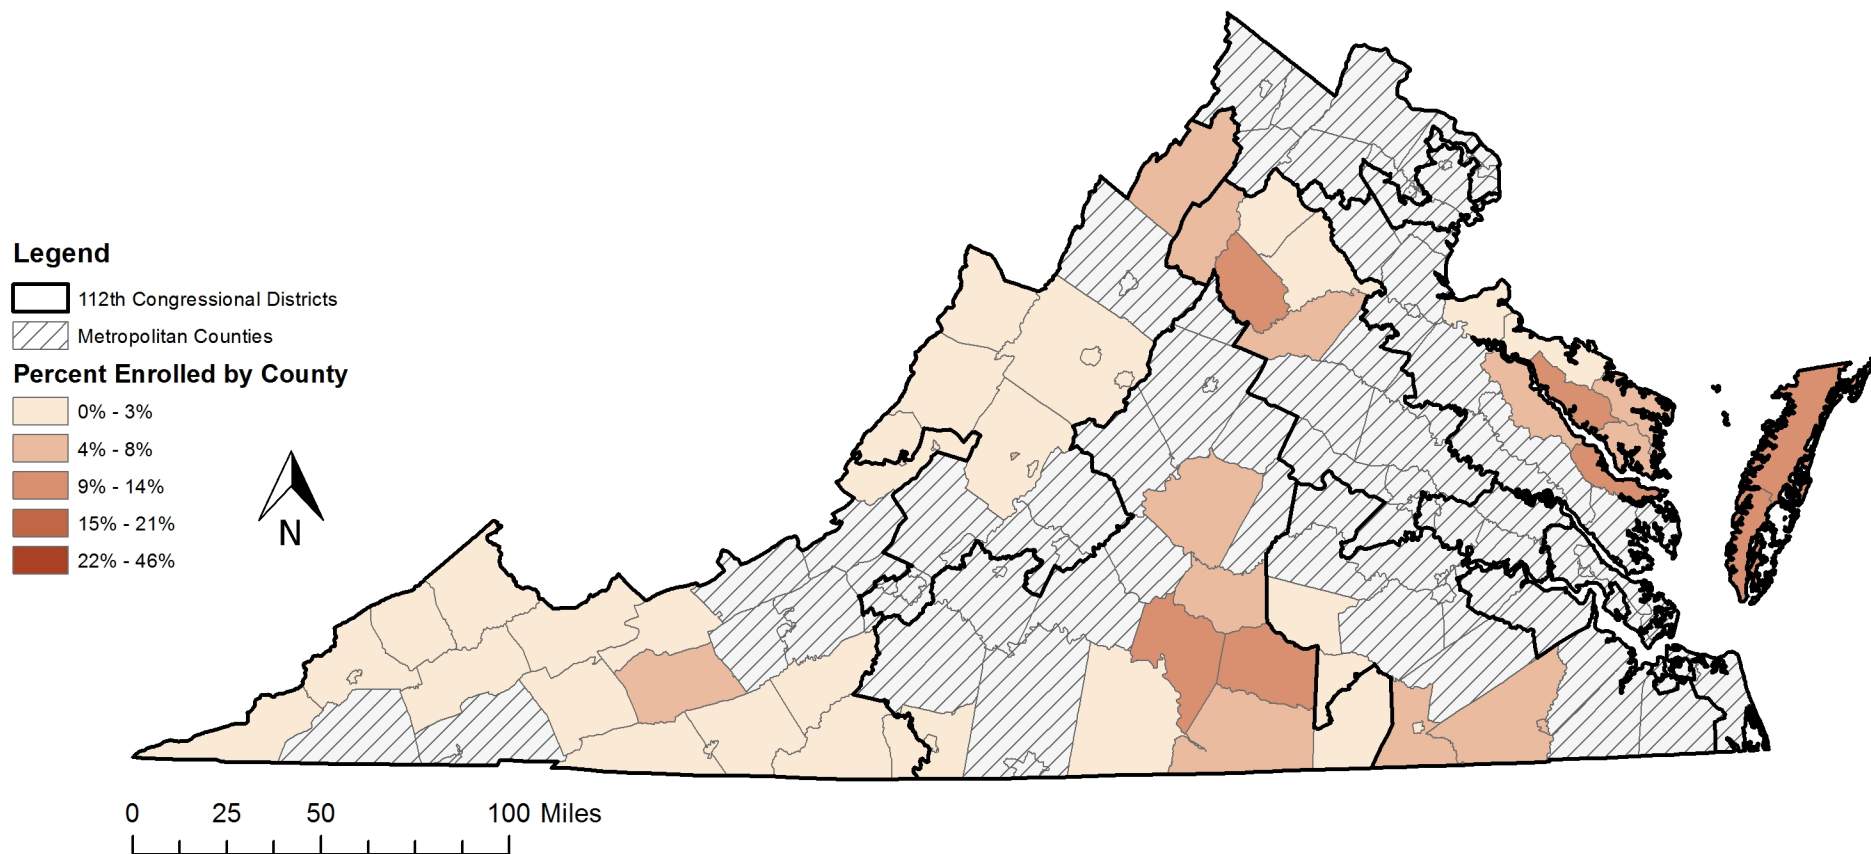 Legend
112th Congressional Districts
Metropolitan Counties
Percent Enrolled by County
0% - 3%
4% - 8%
9% - 14%
15% - 21%
22% - 46%
N
0 25 50 100 Miles